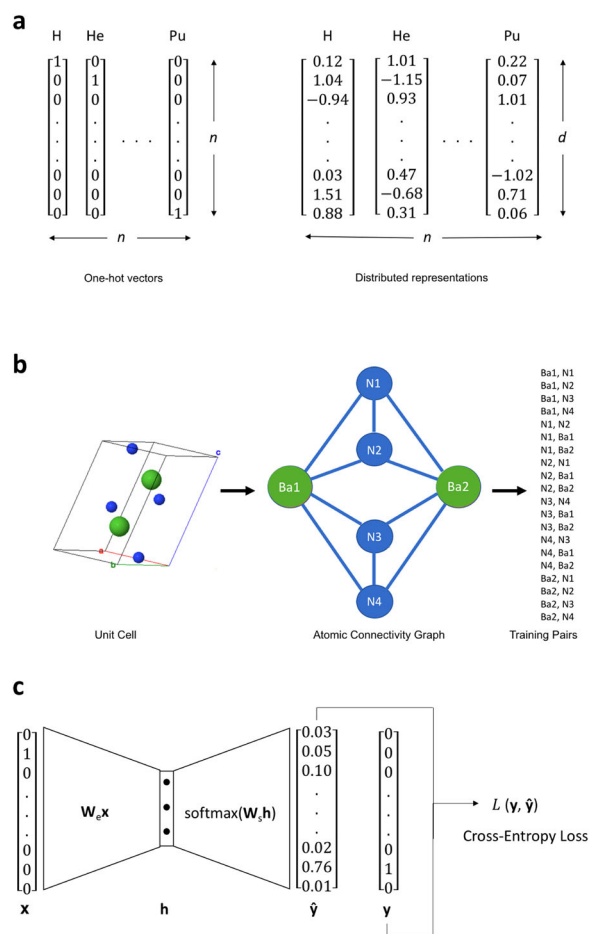 a
H He Pu
1 0 0
0 1 0
0 0 0
. . .
. . . . . . n
. . .
0 0 0
0 0 0
0 0 1
n
One-hot vectors
H He Pu
0.12 1.01 0.22
1.04 −1.15 0.07
−0.94 0.93 1.01
. . .
. . . . . . d
. . .
0.03 0.47 −1.02
1.51 −0.68 0.71
0.88 0.31 0.06
n
Distributed representations
b
c
a
b
Unit Cell
N1
N2
Ba1
Ba2
N3
N4
Atomic Connectivity Graph
Ba1, N1
Ba1, N2
Ba1, N3
Ba1, N4
N1, N2
N1, Ba1
N1, Ba2
N2, N1
N2, Ba1
N2, Ba2
N3, N4
N3, Ba1
N3, Ba2
N4, N3
N4, Ba1
N4, Ba2
Ba2, N1
Ba2, N2
Ba2, N3
Ba2, N4
Training Pairs
c
0
1
0
.
.
.
0
0
0
x
Wₑx
h
softmax(Wₛh)
0.03
0.05
0.10
.
.
.
0.02
0.76
0.01
ŷ
0
0
0
.
.
.
0
1
0
y
L (y, ŷ)
Cross-Entropy Loss